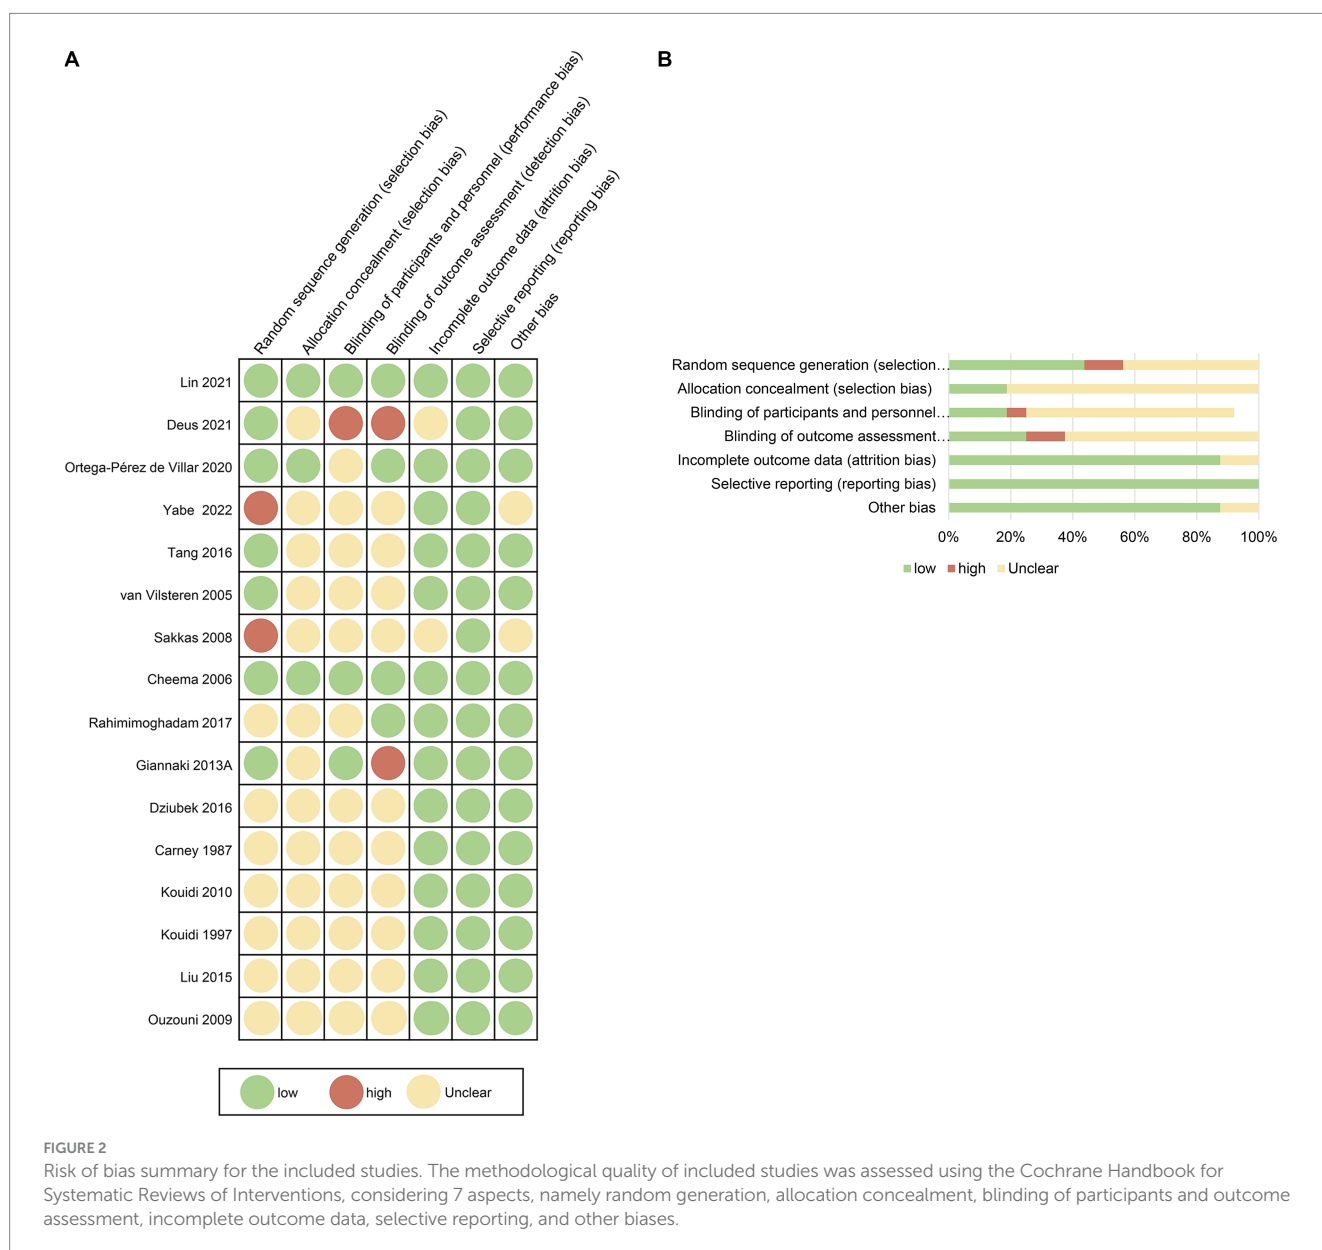 A
Random sequence generation (selection bias)
Allocation concealment (selection bias)
Blinding of participants and personnel (performance bias)
Blinding of outcome assessment (detection bias)
Incomplete outcome data (attrition bias)
Selective reporting (reporting bias)
Other bias
Lin 2021
Deus 2021
Ortega-Pérez de Villar 2020
Yabe 2022
Tang 2016
van Vilsteren 2005
Sakkas 2008
Cheema 2006
Rahimimoghadam 2017
Giannaki 2013A
Dziubek 2016
Carney 1987
Kouidi 2010
Kouidi 1997
Liu 2015
Ouzouni 2009
low high Unclear
B
Random sequence generation (selection…
Allocation concealment (selection bias)
Blinding of participants and personnel…
Blinding of outcome assessment…
Incomplete outcome data (attrition bias)
Selective reporting (reporting bias)
Other bias
0% 20% 40% 60% 80% 100%
low high Unclear
FIGURE 2
Risk of bias summary for the included studies. The methodological quality of included studies was assessed using the Cochrane Handbook for
Systematic Reviews of Interventions, considering 7 aspects, namely random generation, allocation concealment, blinding of participants and outcome
assessment, incomplete outcome data, selective reporting, and other biases.